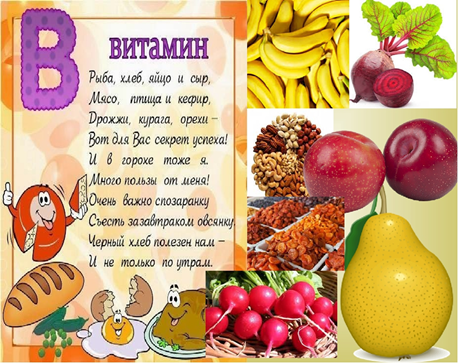 В
ВИТАМИН
Рыба, хлеб, яйцо и сыр,
Мясо, птица и кефир,
Дрожжи, курага, орехи –
Вот для Вас секрет успеха!
И в горохе тоже я.
Много пользы от меня!
Очень важно спозаранку
Съесть зазавтраком овсянку.
Черный хлеб полезен нам –
И не только по утрам.